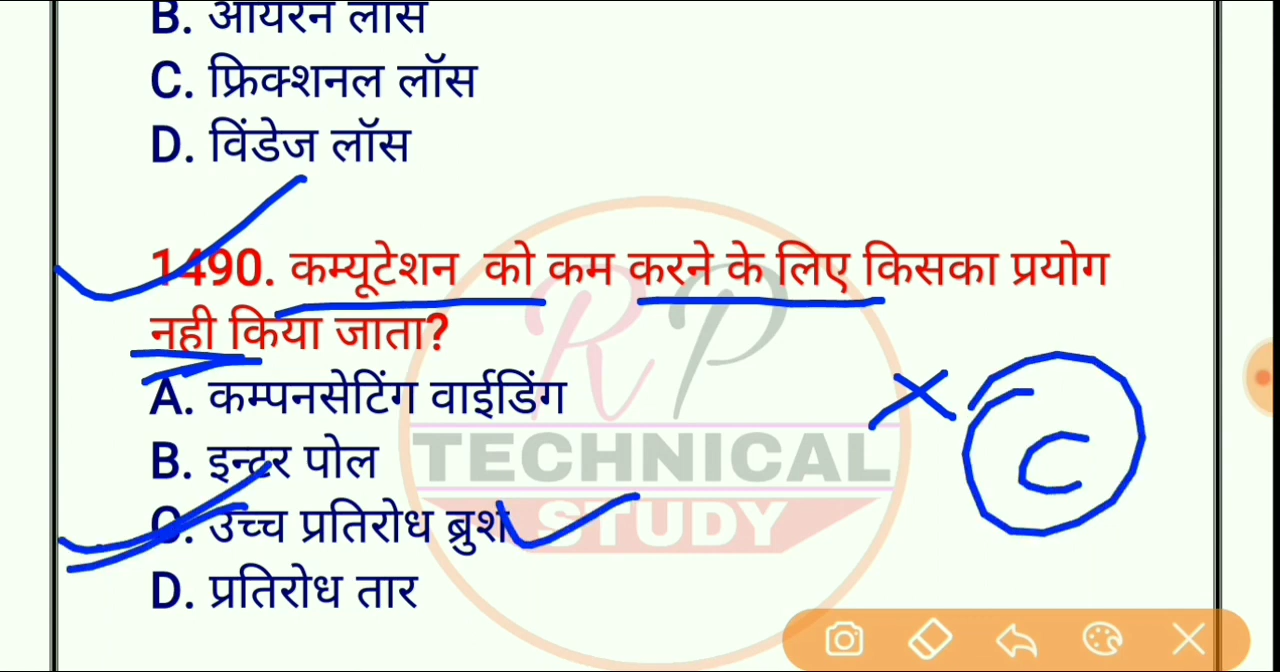 B. आयरन लॉस
C. फ्रिक्शनल लॉस
D. विंडेज लॉस
1490. कम्यूटेशन को कम करने के लिए किसका प्रयोग
नही किया जाता?
A. कम्पनसेटिंग वाईडिंग
B. इन्टर पोल
C. उच्च प्रतिरोध ब्रुश
D. प्रतिरोध तार
C
RP
TECHNICAL
STUDY